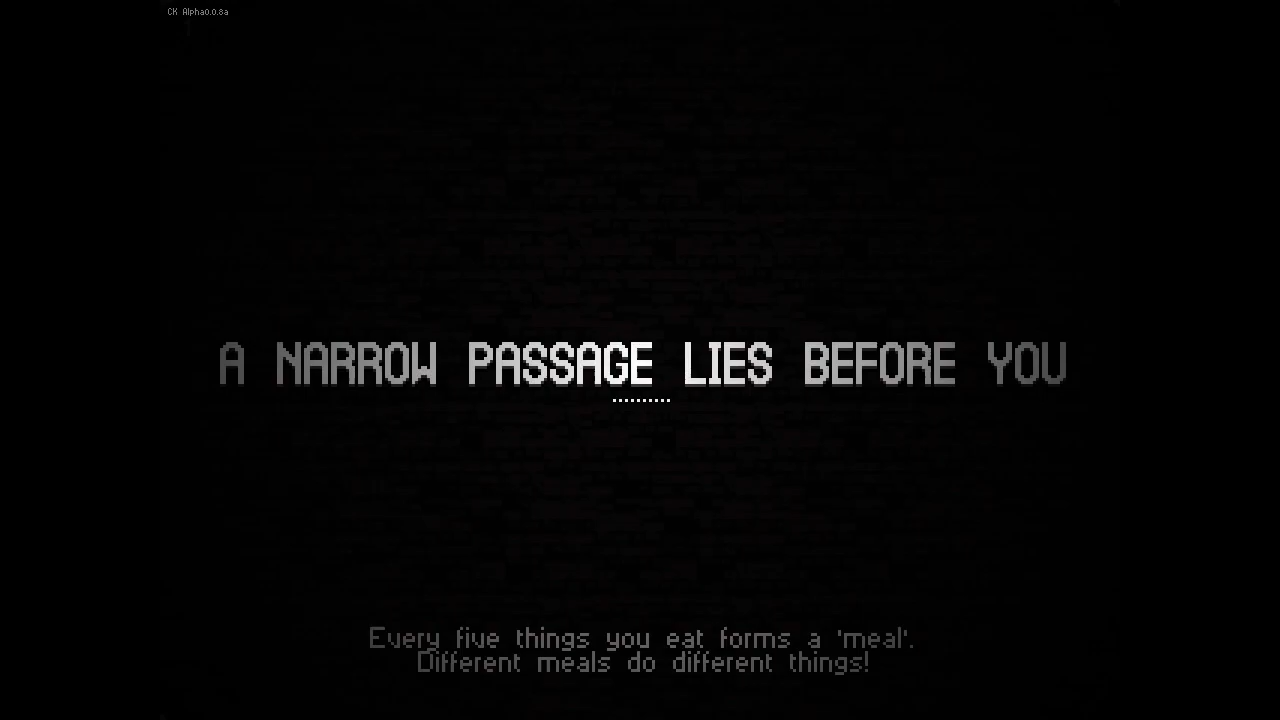 CK Alpha0.0.8a
A NARROW PASSAGE LIES BEFORE YOU
Every five things you eat forms a 'meal'.
Different meals do different things!